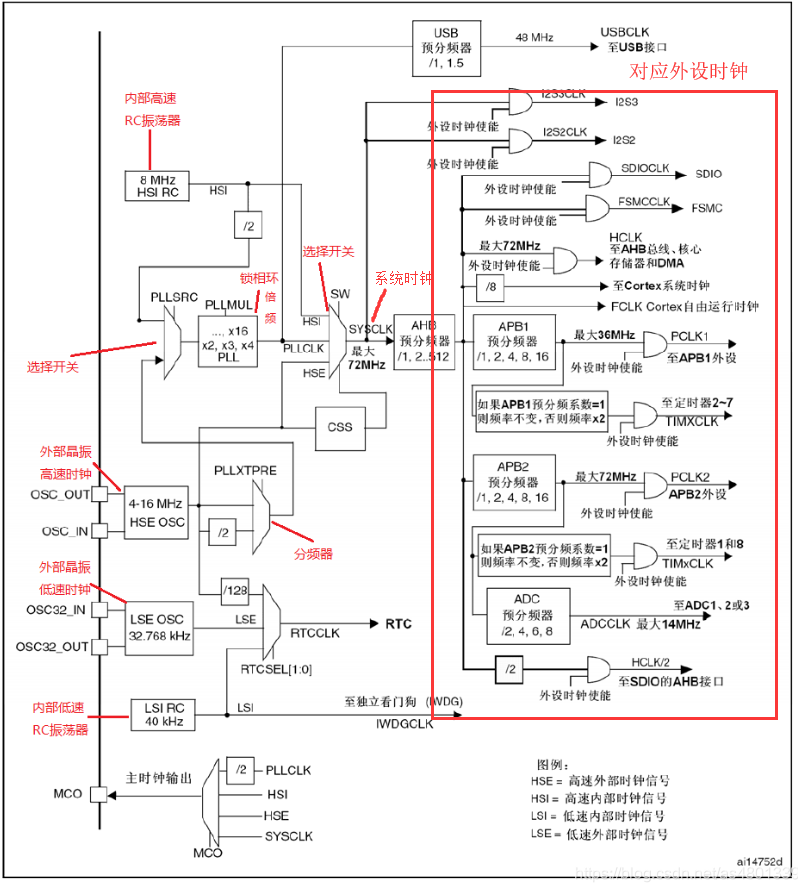 USB
预分频器
/1, 1.5
48 MHz
USBCLK
至USB接口
对应外设时钟
内部高速
RC振荡器
8 MHz
HSI RC
HSI
/2
I2S3CLK
I2S3
外设时钟使能
I2S2CLK
I2S2
外设时钟使能
SDIOCLK
SDIO
外设时钟使能
FSMCCLK
FSMC
外设时钟使能
最大72MHz
外设时钟使能
HCLK
至AHB总线、核心
存储器和DMA
/8
至Cortex系统时钟
FCLK Cortex自由运行时钟
选择开关
系统时钟
锁相环
倍
频
PLLSRC
PLLMUL
..., x16
x2, x3, x4
PLL
SW
HSI
PLLCLK
HSE
SYSCLK
最大
72MHz
AHB
预分频器
/1, 2..512
CSS
选择开关
APB1
预分频器
/1, 2, 4, 8, 16
最大36MHz
外设时钟使能
PCLK1
至APB1外设
如果APB1预分频系数=1
则频率不变, 否则频率x2
至定时器2~7
TIMXCLK
外设时钟使能
外部晶振
高速时钟
OSC_OUT
OSC_IN
4-16 MHz
HSE OSC
PLLXTPRE
/2
分频器
APB2
预分频器
/1, 2, 4, 8, 16
最大72MHz
外设时钟使能
PCLK2
APB2外设
如果APB2预分频系数=1
则频率不变, 否则频率x2
至定时器1和8
TIMxCLK
外设时钟使能
外部晶振
低速时钟
OSC32_IN
OSC32_OUT
LSE OSC
32.768 kHz
/128
LSE
RTCCLK
RTC
RTCSEL[1:0]
ADC
预分频器
/2, 4, 6, 8
至ADC1、2或3
ADCCLK
最大14MHz
/2
HCLK/2
至SDIO的AHB接口
外设时钟使能
内部低速
RC振荡器
LSI RC
40 kHz
LSI
至独立看门狗 (IWDG)
IWDGCLK
MCO
主时钟输出
/2
PLLCLK
HSI
HSE
SYSCLK
MCO
图例：
HSE = 高速外部时钟信号
HSI = 高速内部时钟信号
LSI = 低速内部时钟信号
LSE = 低速外部时钟信号
ai14752d